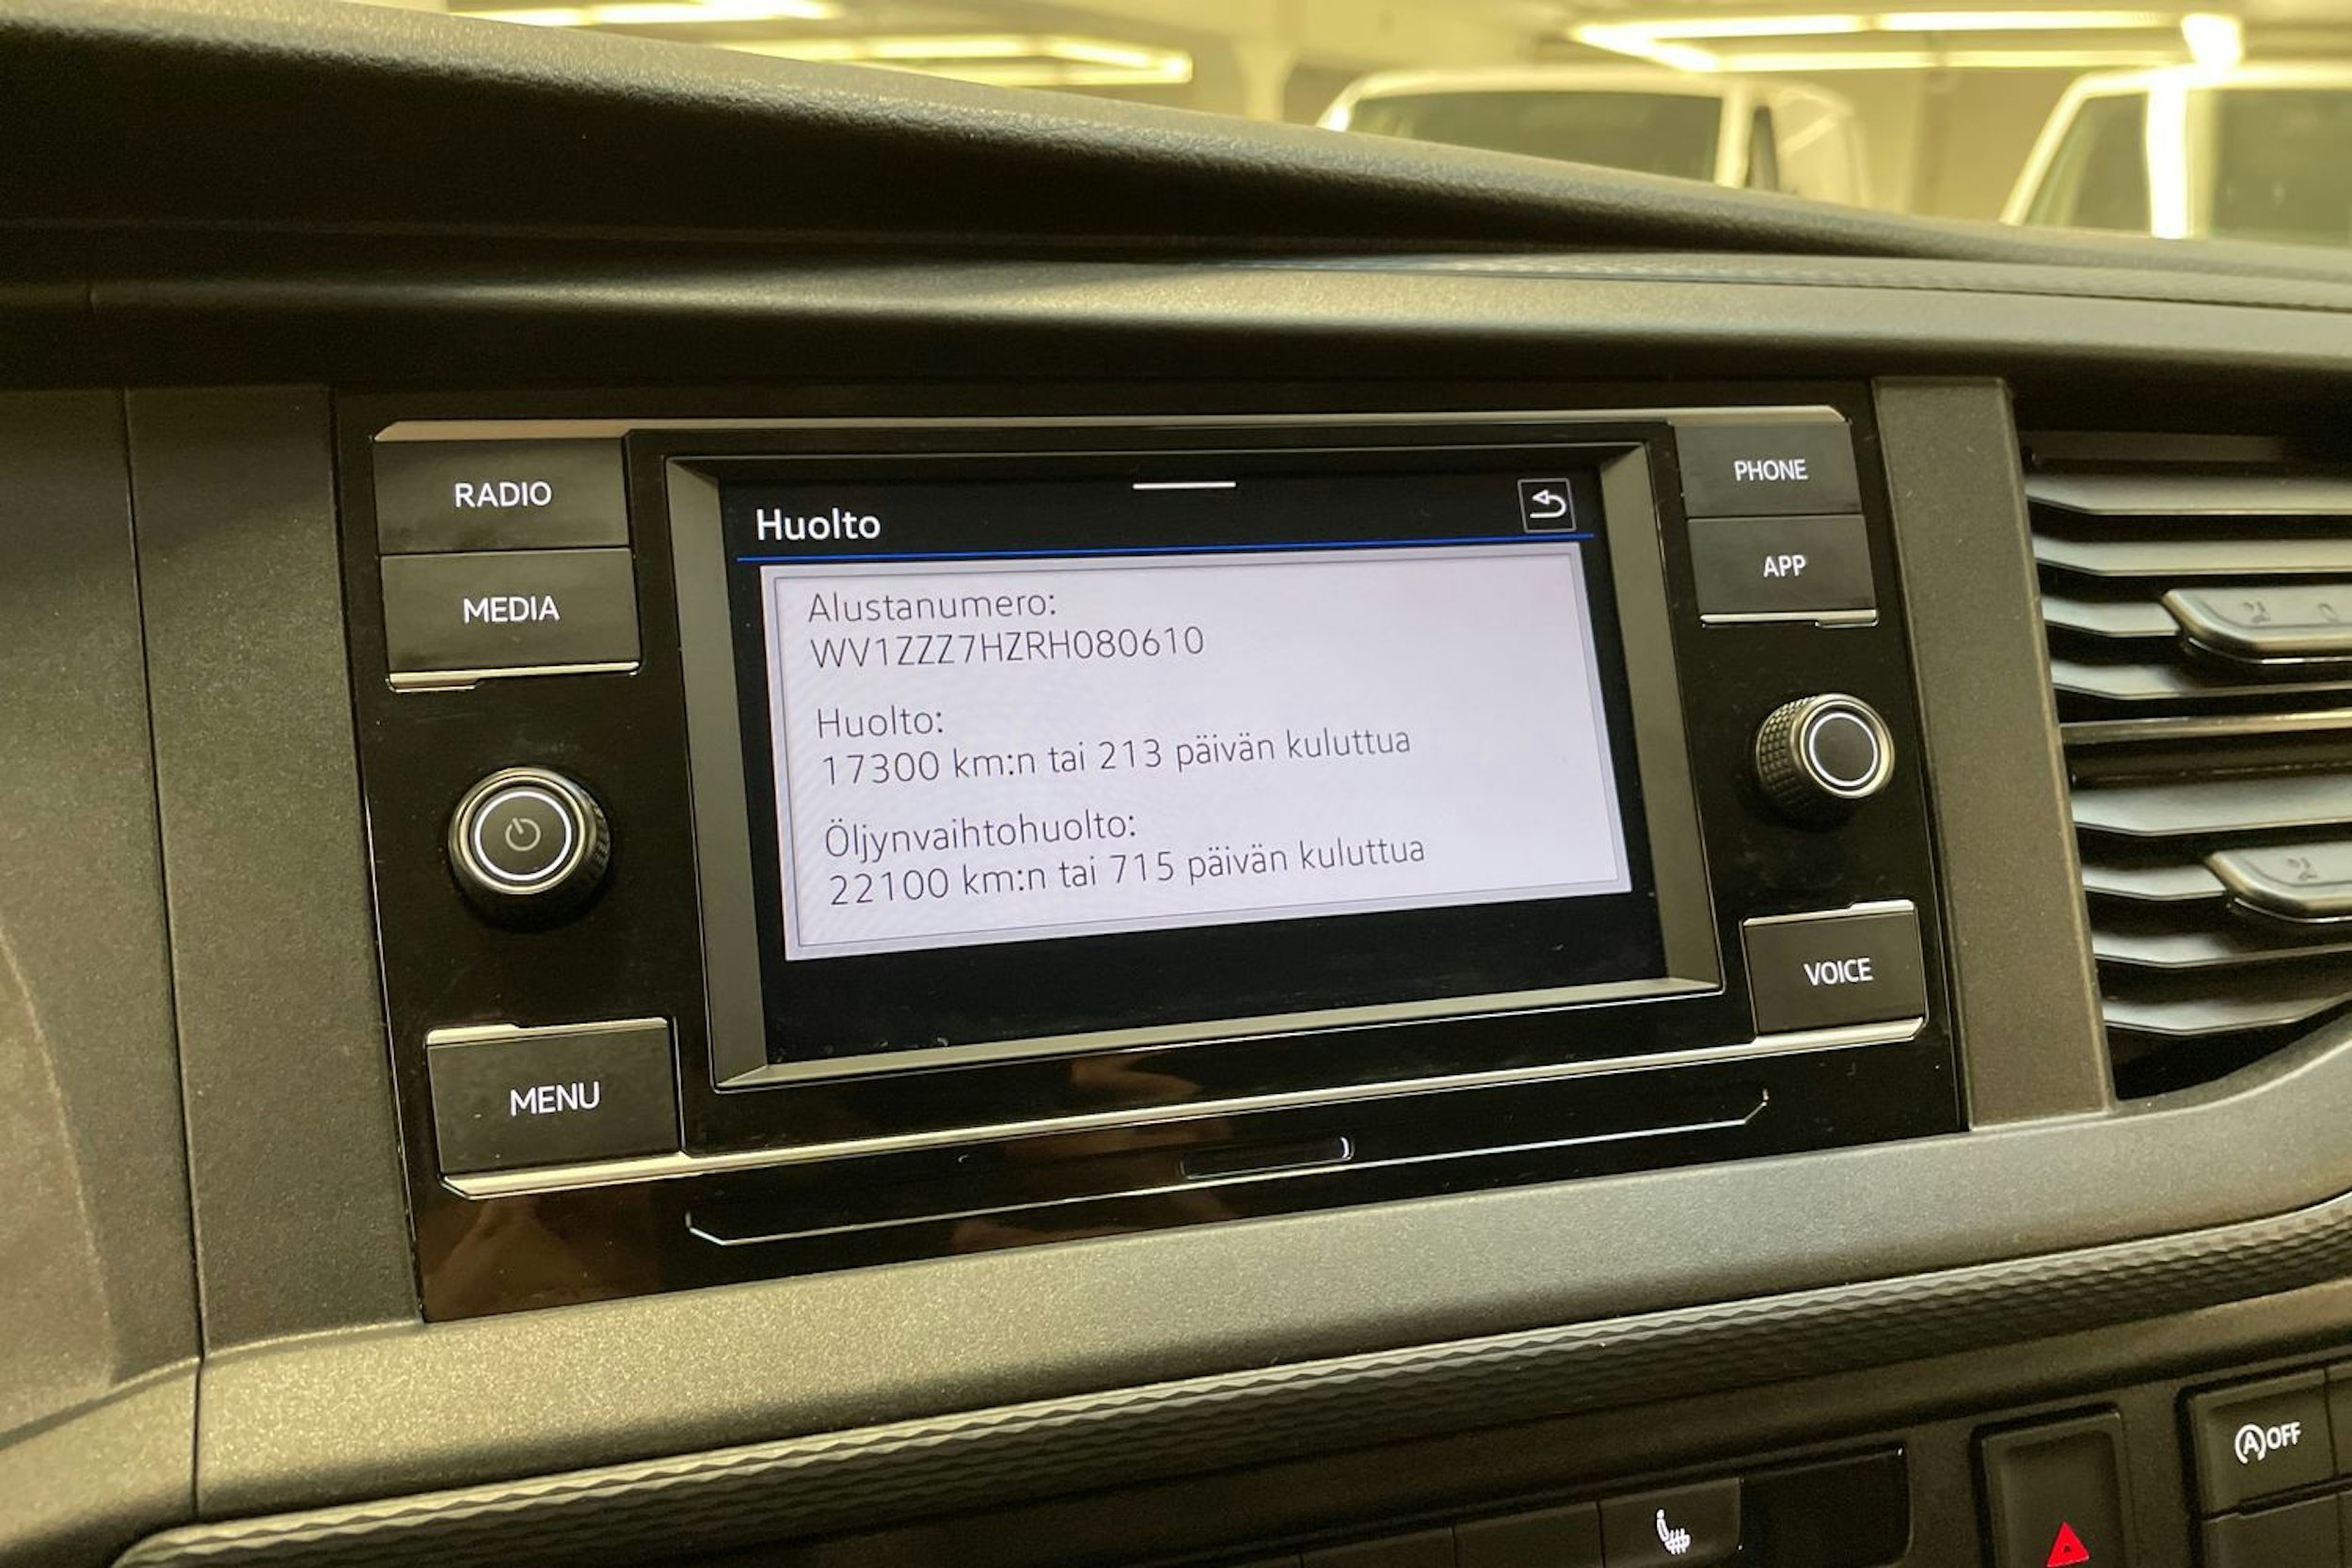 RADIO
MEDIA
MENU
Huolto
Alustanumero:
WV1ZZZ7HZRH080610
Huolto:
17300 km:n tai 213 päivän kuluttua
Öljynvaihtohuolto:
22100 km:n tai 715 päivän kuluttua
PHONE
APP
VOICE
A OFF